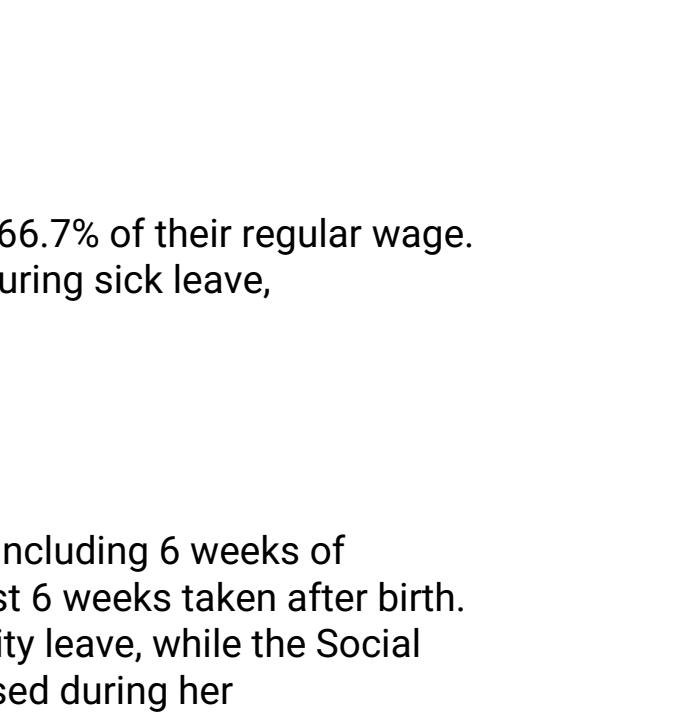 66.7% of their regular wage.
uring sick leave,
ncluding 6 weeks of
st 6 weeks taken after birth.
ity leave, while the Social
sed during her